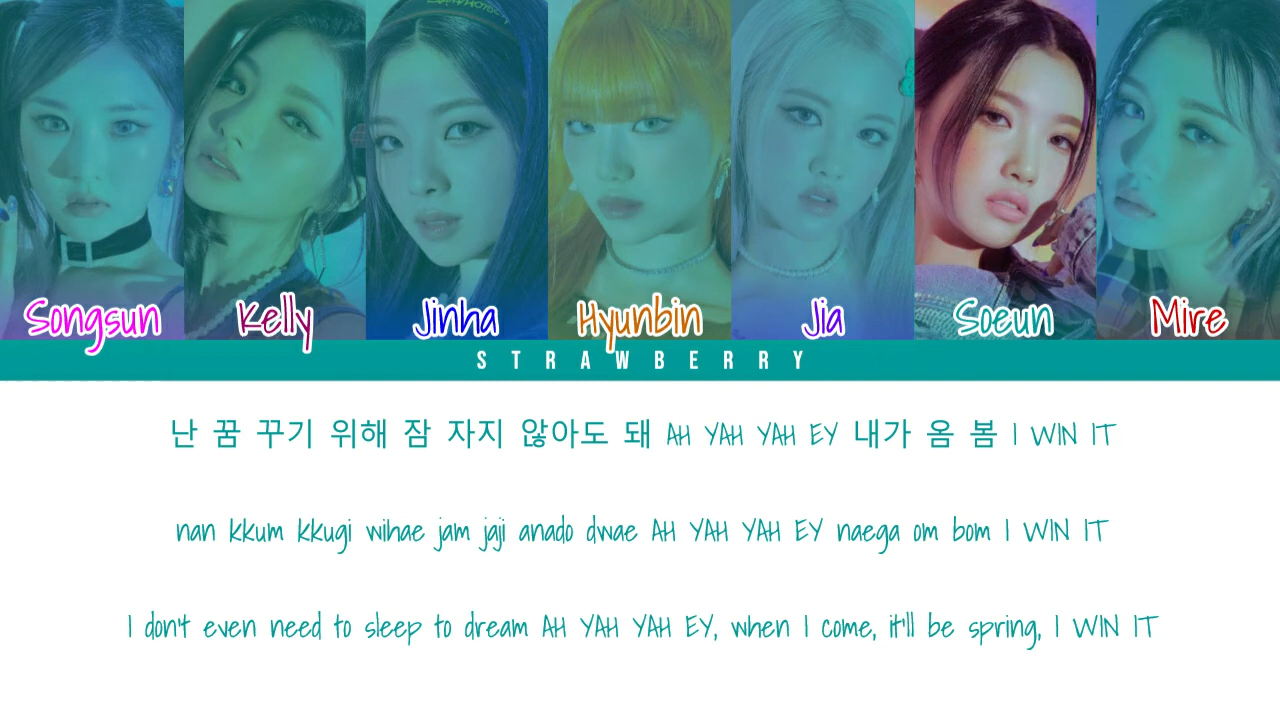 Songsun Kelly Jinha Hyunbin Jia Soeun Mire
STRAWBERRY
난 꿈 꾸기 위해 잠 자지 않아도 돼 AH YAH YAH EY 내가 옴 봄 I WIN IT
nan kkum kkugi wihae jam jaji anado dwae AH YAH YAH EY naega om bom I WIN IT
I don't even need to sleep to dream AH YAH YAH EY, when I come, it'll be spring, I WIN IT